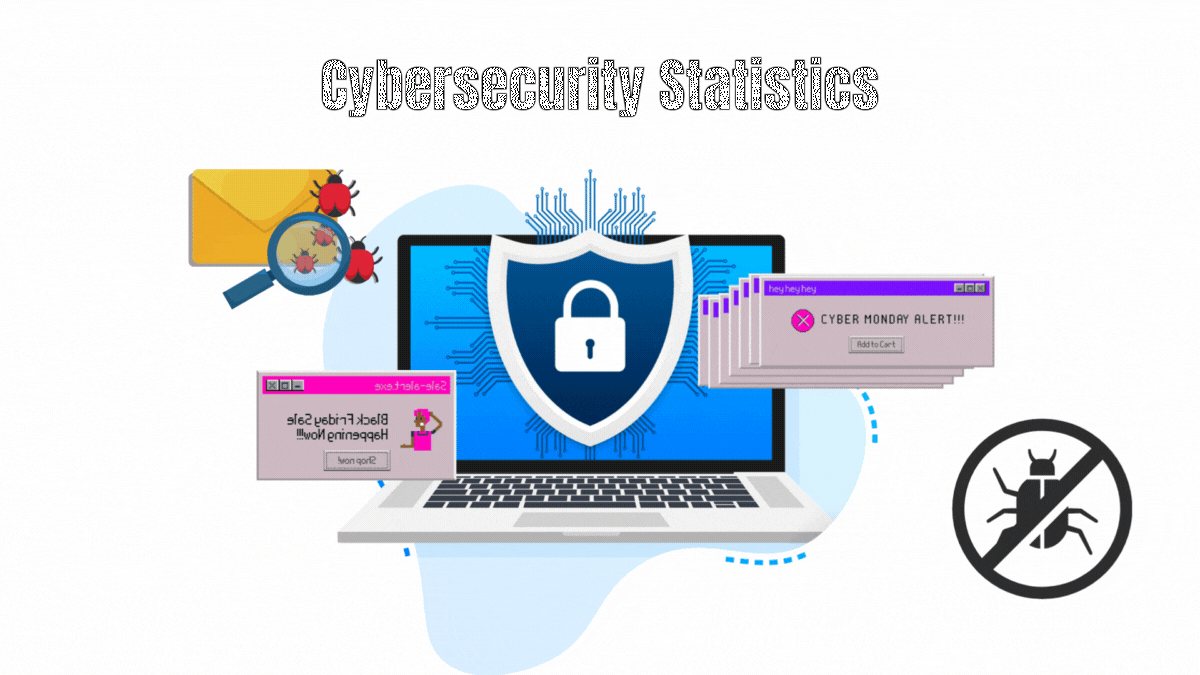 Cybersecurity Statistics
hey hey hey
CYBER MONDAY ALERT!!!
Add to Cart
Sale-alert.exe
Black Friday Sale
Happening Now!!!
Shop now!